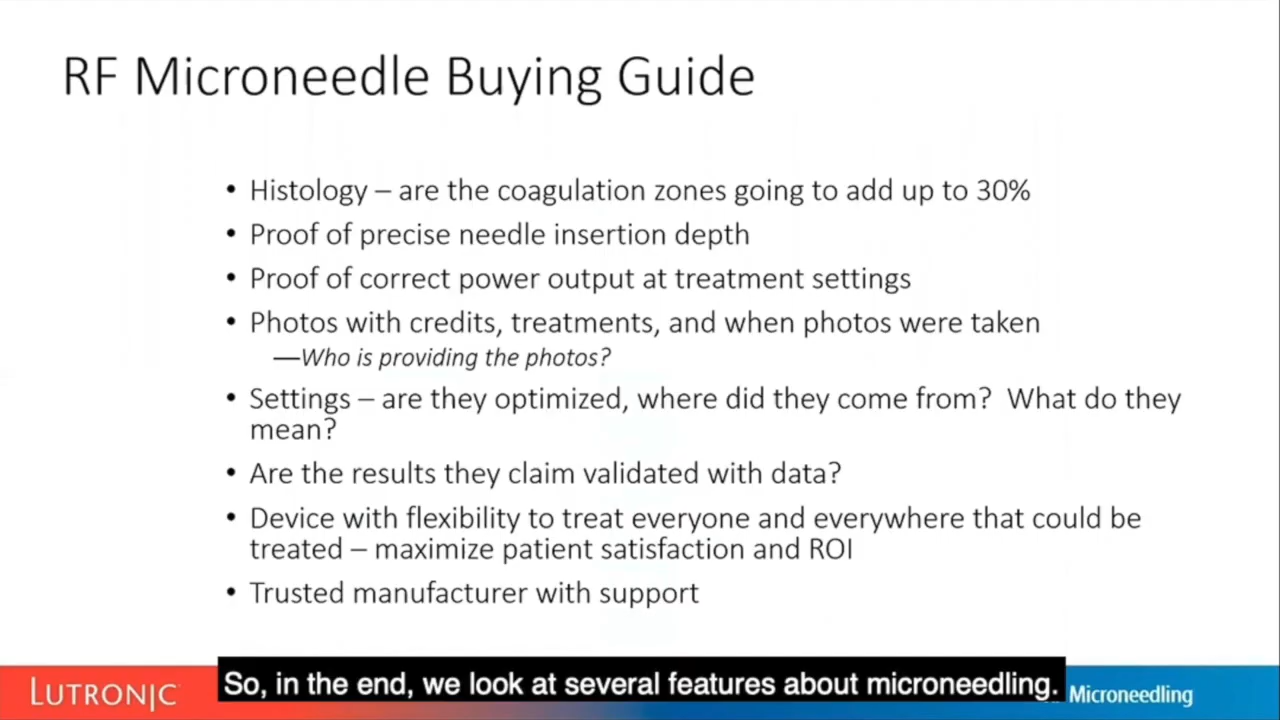 RF Microneedle Buying Guide
• Histology – are the coagulation zones going to add up to 30%
• Proof of precise needle insertion depth
• Proof of correct power output at treatment settings
• Photos with credits, treatments, and when photos were taken
—Who is providing the photos?
• Settings – are they optimized, where did they come from?  What do they
mean?
• Are the results they claim validated with data?
• Device with flexibility to treat everyone and everywhere that could be
treated – maximize patient satisfaction and ROI
• Trusted manufacturer with support
So, in the end, we look at several features about microneedling.
LUTRONIC
Microneedling